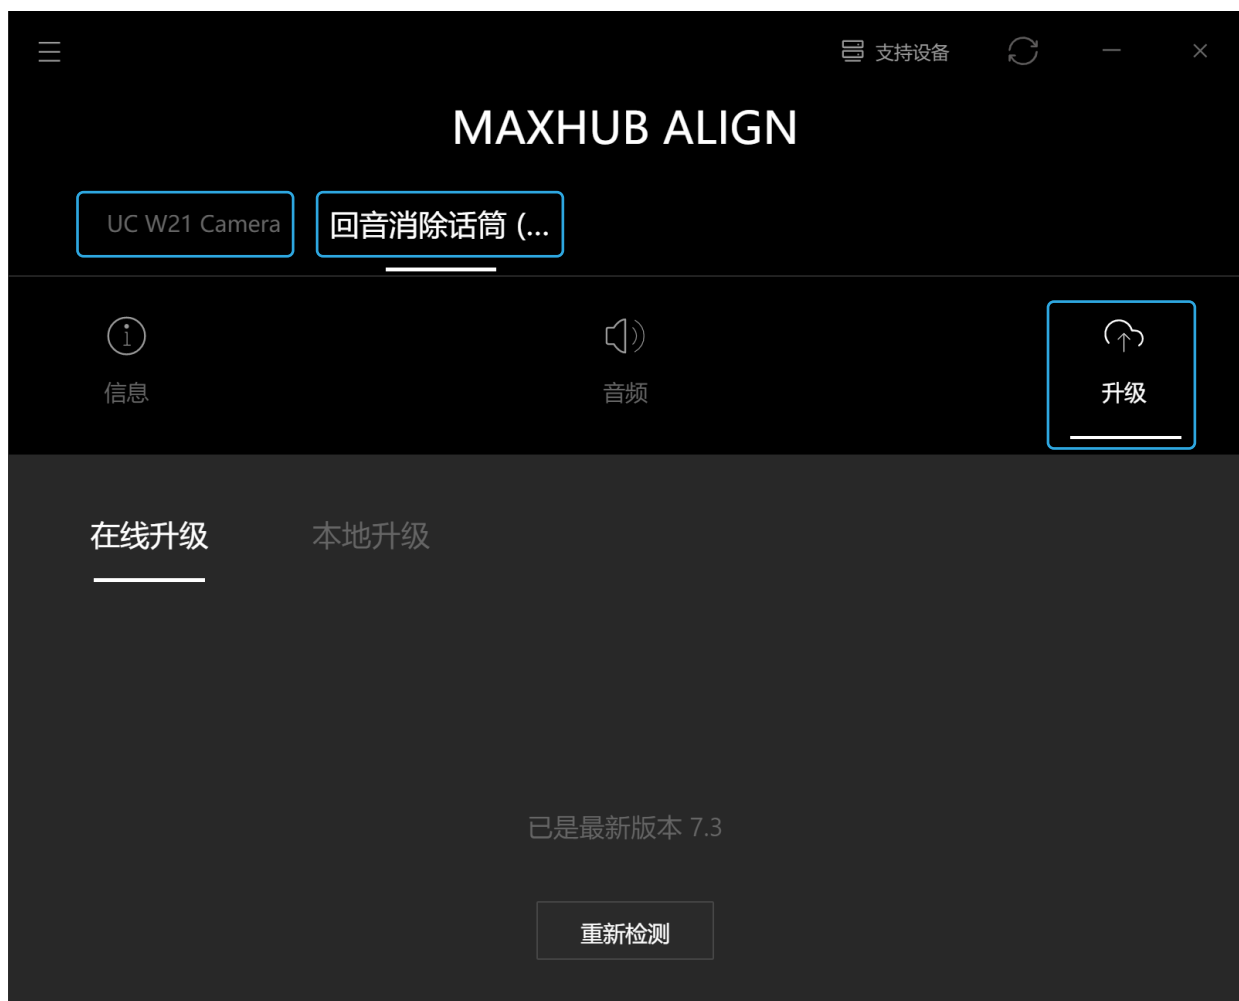 支持设备
MAXHUB ALIGN
UC W21 Camera
回音消除话筒 (...
信息
音频
升级
在线升级
本地升级
已是最新版本 7.3
重新检测